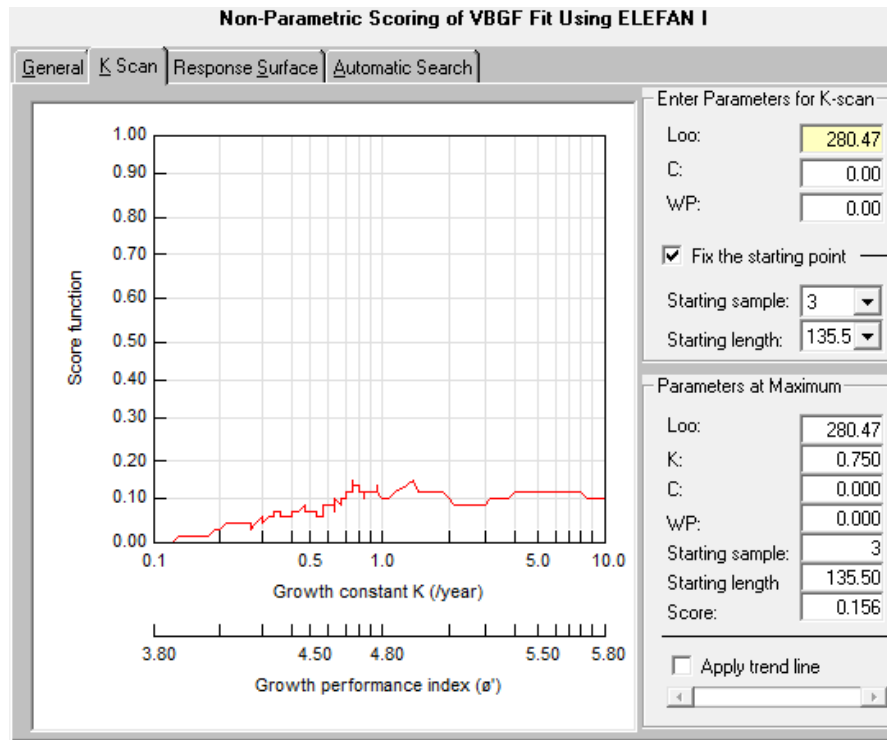 Non-Parametric Scoring of VBGF Fit Using ELEFAN I
General
K Scan
Response Surface
Automatic Search
1.00
0.90
0.80
0.70
0.60
0.50
0.40
0.30
0.20
0.10
0.00
Score function
0.1
0.5
1.0
5.0
10.0
Growth constant K (/year)
3.80
4.50
4.80
5.50
5.80
Growth performance index (ø')
Enter Parameters for K-scan
Loo: 280.47
C: 0.00
WP: 0.00
Fix the starting point
Starting sample: 3
Starting length: 135.5
Parameters at Maximum
Loo: 280.47
K: 0.750
C: 0.000
WP: 0.000
Starting sample: 3
Starting length 135.50
Score: 0.156
Apply trend line